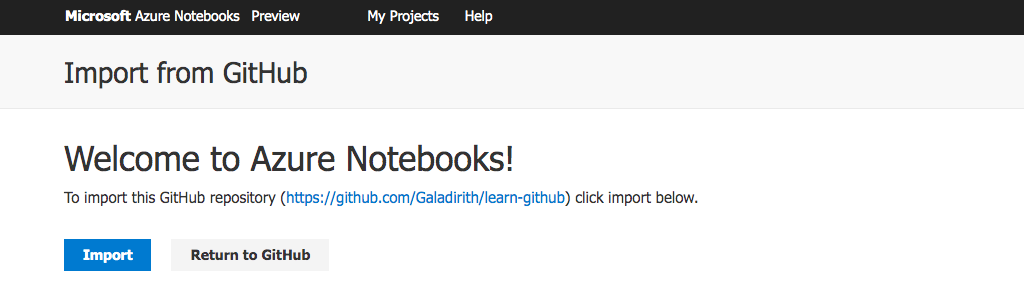 Microsoft Azure Notebooks Preview My Projects Help
Import from GitHub
Welcome to Azure Notebooks!
To import this GitHub repository (https://github.com/Galadirith/learn-github) click import below.
Import Return to GitHub